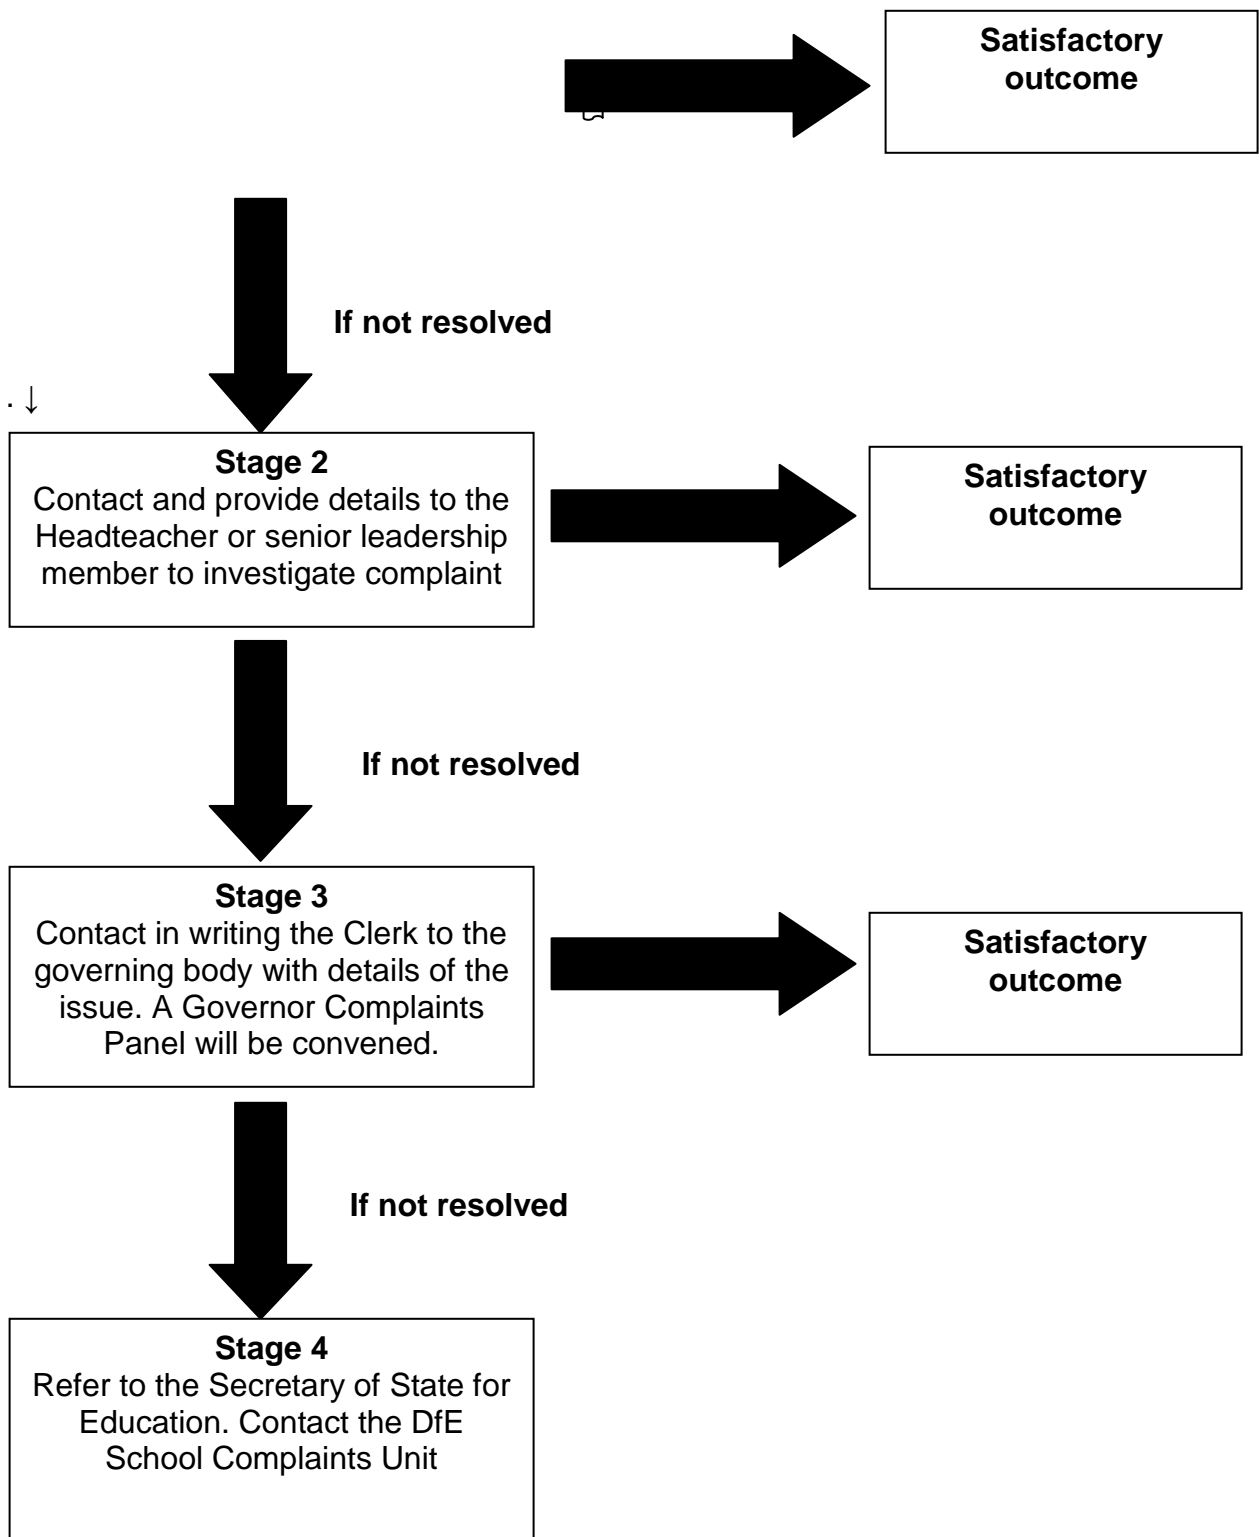 Satisfactory
outcome
If not resolved
. ↓
Stage 2
Contact and provide details to the
Headteacher or senior leadership
member to investigate complaint
Satisfactory
outcome
If not resolved
Stage 3
Contact in writing the Clerk to the
governing body with details of the
issue. A Governor Complaints
Panel will be convened.
Satisfactory
outcome
If not resolved
Stage 4
Refer to the Secretary of State for
Education. Contact the DfE
School Complaints Unit